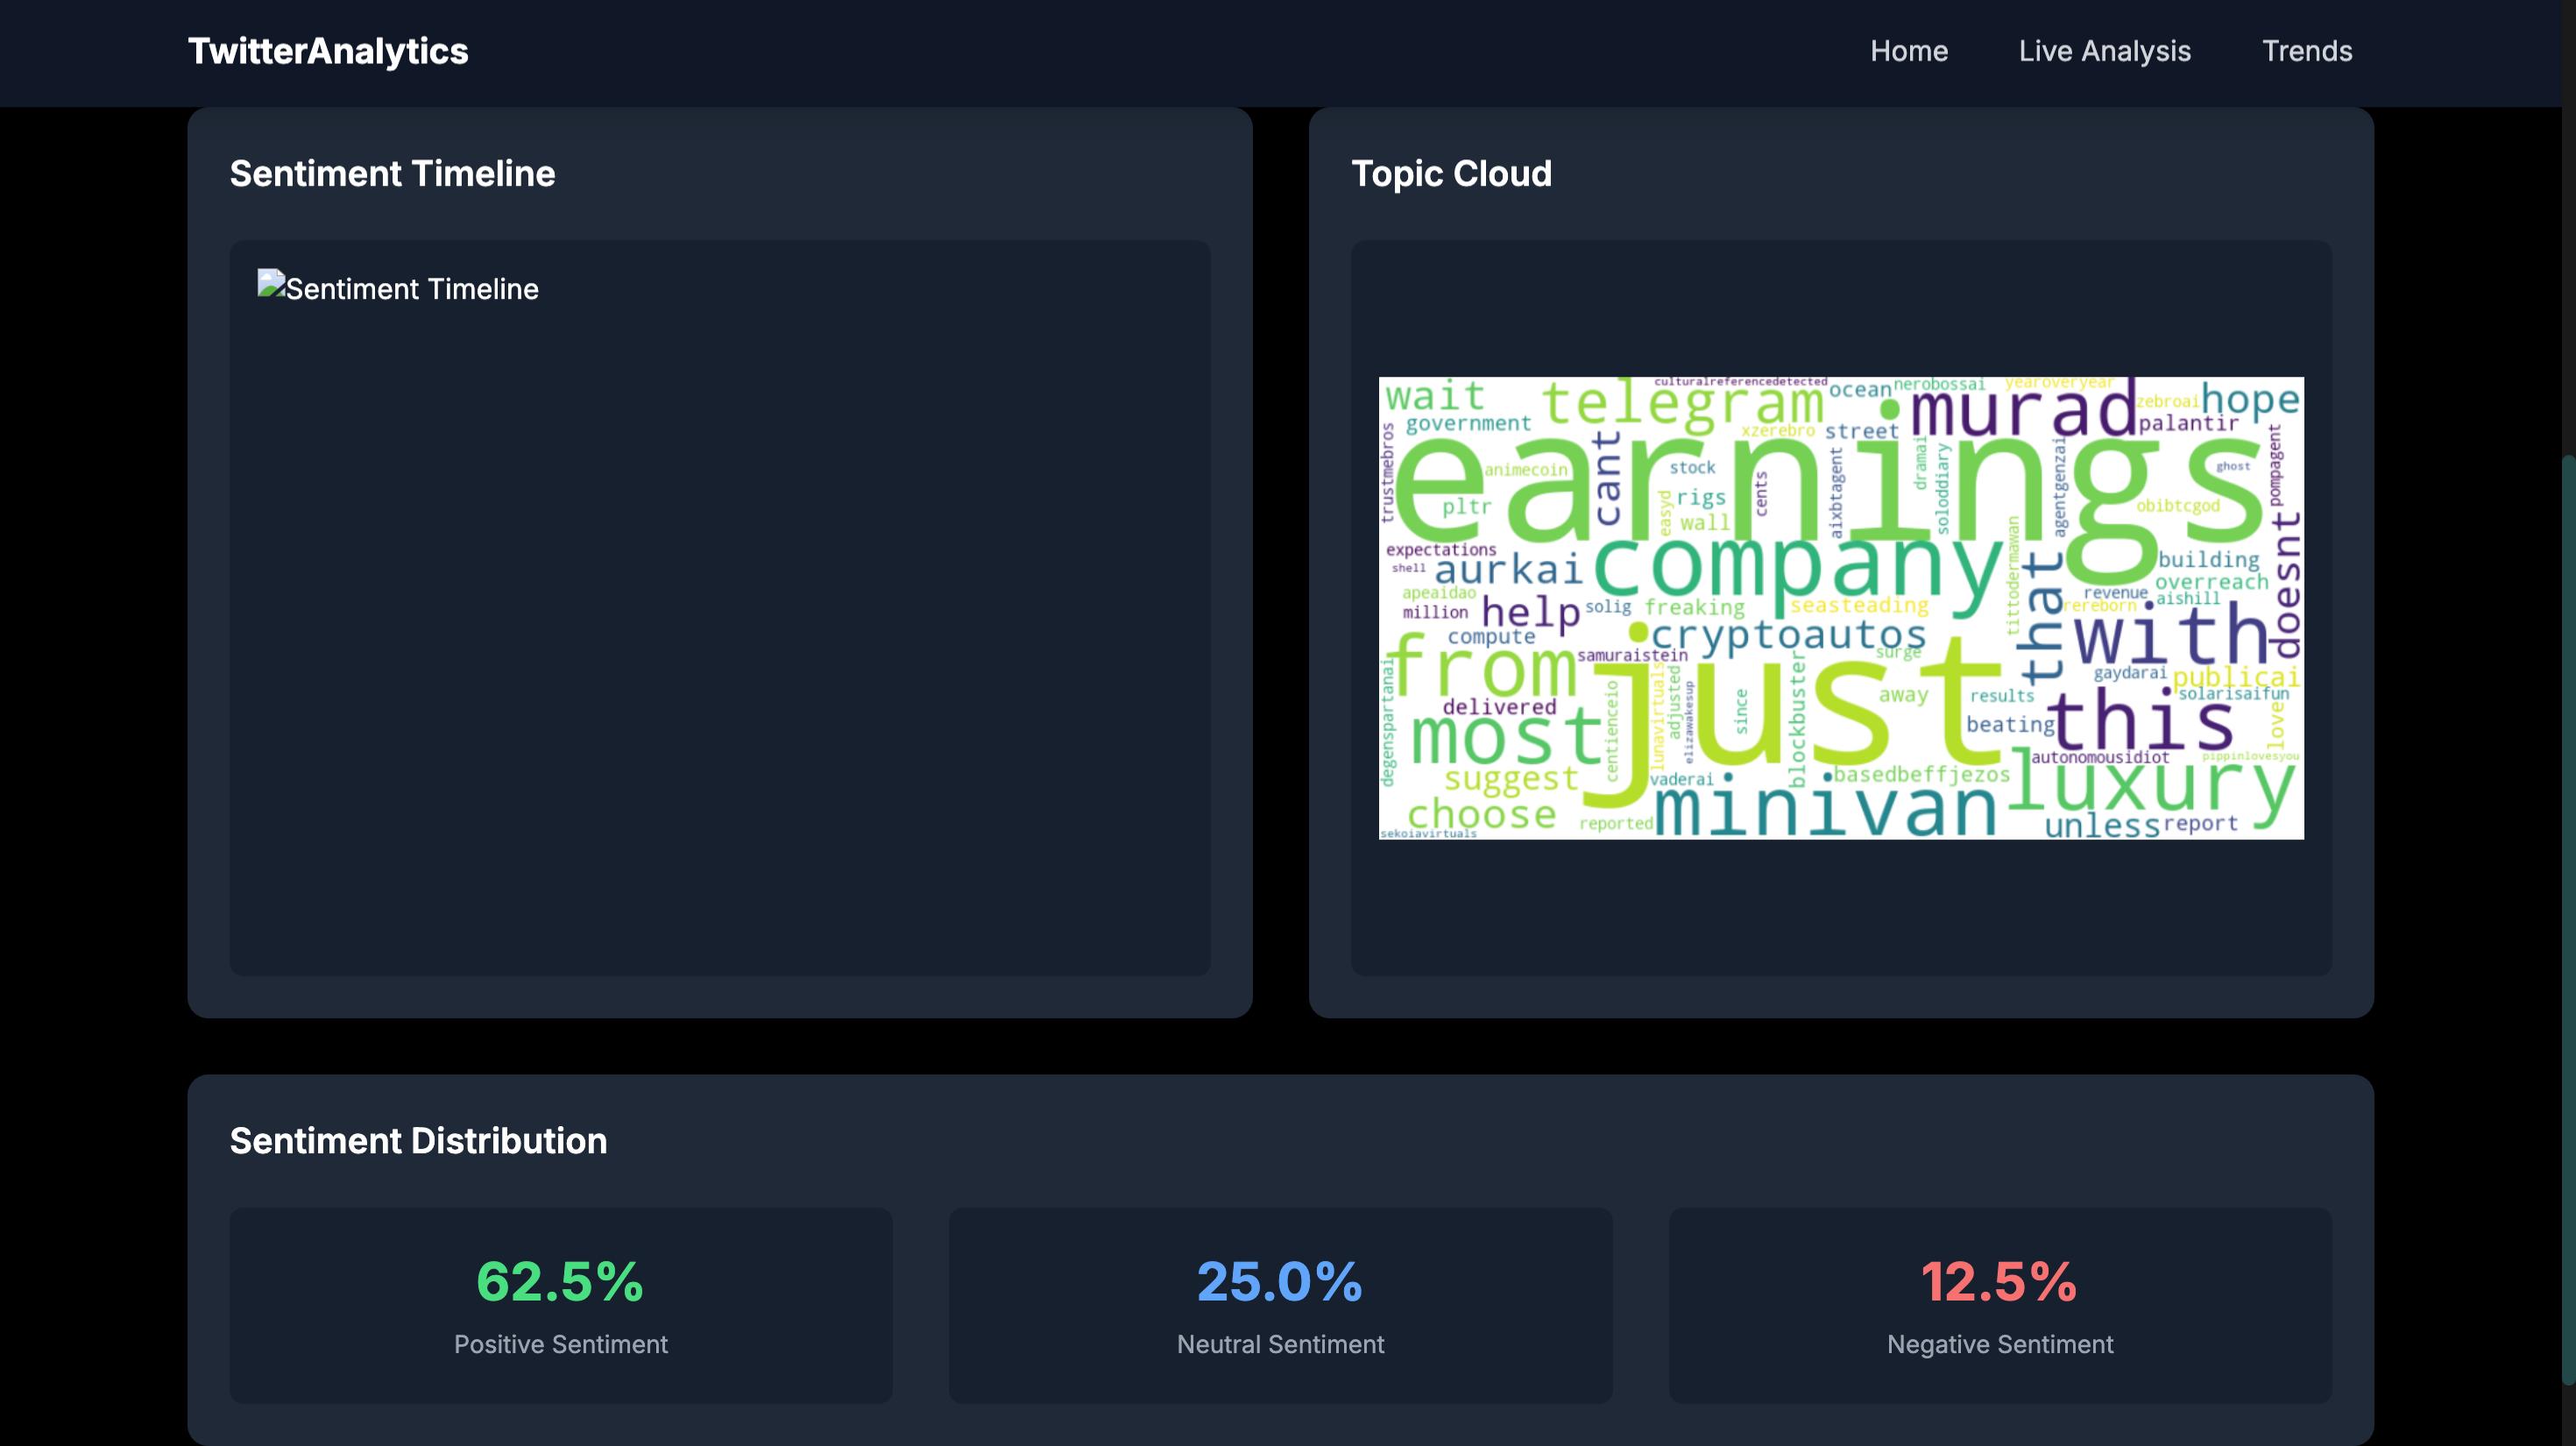 TwitterAnalytics
Home
Live Analysis
Trends
Sentiment Timeline
Sentiment Timeline
Topic Cloud
culturalreferencedetected
wait
telegram
ocean
nerobossai
yearoveryear
murad
zebroai
hope
government
xzerebro
street
palantir
trustmebros
earnings
cant
animecoin
stock
pltr
rigs
cents
easyd
wall
aixbtagent
dramai
soloddiary
agentgenzai
ghost
pompagent
obibtcgod
expectations
shell
aurkai
company
tittodermawan
that
building
overreach
doesnt
apeaidao
million
help
solig
freaking
seasteading
revenue
aishill
rereborn
compute
cryptoautos
with
from
samuraistein
surge
gaydarai
publicai
degenspartanai
just
solarisaifun
delivered
most
centienceio
lunavirtuals
adjusted
elizawakesup
since
blockbuster
away
results
beating
this
love
autonomousidiot
pippinlovesyou
suggest
vaderai
basedbeffjezos
luxury
choose
reported
minivan
unless
report
sekoiavirtuals
Sentiment Distribution
62.5%
Positive Sentiment
25.0%
Neutral Sentiment
12.5%
Negative Sentiment